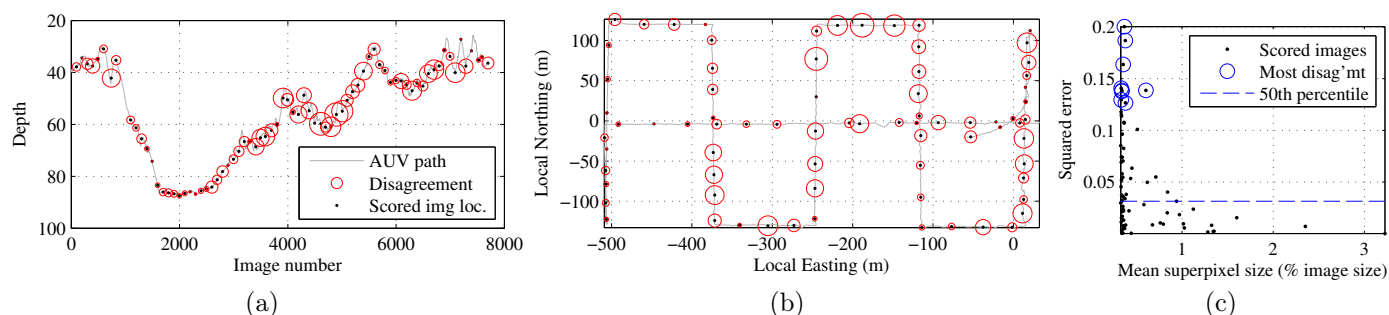 20
40
60
80
100
Depth
0 2000 4000 6000 8000
Image number
AUV path
Disagreement
Scored img loc.
(a)
100
50
0
−50
−100
Local Northing (m)
−500 −400 −300 −200 −100 0
Local Easting (m)
(b)
0.2
0.15
0.1
0.05
Squared error
1 2 3
Mean superpixel size (% image size)
Scored images
Most disag'mt
50th percentile
(c)